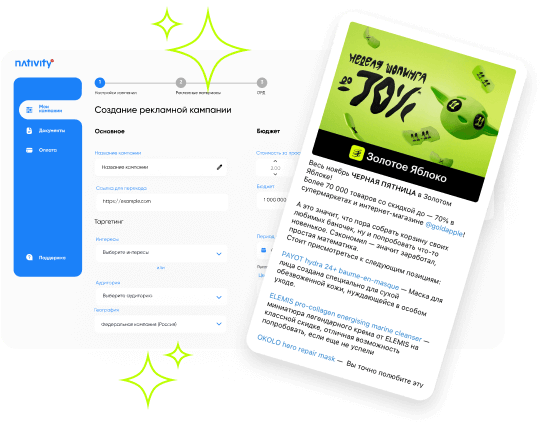 nativity
1
2
3
Настройки кампании
Рекламные материалы
ОРД
Мои
кампании
Документы
Оплата
Поддержка
Создание рекламной кампании
Основное
Название кампании
Название кампании
Ссылка для перехода
https://example.com
Таргетинг
Интересы
Выберите интересы
или
Аудитория
Выберите аудиторию
География
Федеральная кампания (Россия)
Бюджет
Стоимость за
Бюджет
1 000 000
Период
НЕДЕЛЯ ШОПИНГА
ДО 70%
11
11
Золотое Яблоко
Весь ноябрь ЧЕРНАЯ ПЯТНИЦА в Золотом
Яблоке!
Более 70 000 товаров со скидкой до — 70% в
супермаркетах и интернет-магазине @goldapple!
А это значит, что пора собрать корзину своих
любимых баночек, ну и попробовать что-то
новенькое. Сэкономил — значит заработал,
простая математика.
Стоит присмотреться к следующим позициям:
PAYOT hydra 24+ baume-en-masque — Маска для
лица создана специально для сухой
обезвоженной кожи, нуждающейся в особом
уходе.
ELEMIS pro-collagen energising marine cleanser —
миниатюра легендарного крема от ELEMIS на
классной скидке, отличная возможность
попробовать, если еще не успели
OKOLO hero repair mask — Вы точно полюбите эту